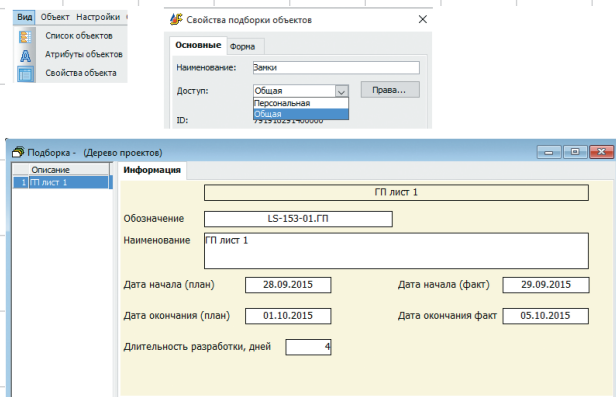 Вид Объект Настройки
Список объектов
Атрибуты объектов
Свойства объекта
Свойства подборки объектов
Основные Форма
Наименование: Занки
Доступ: Общая Права...
Персональная
Общая
ID:
Подборка - (Дерево проектов)
Описание Информация
1 ГП лист 1
ГП лист 1
Обозначение LS-153-01.ГП
Наименование ГП лист 1
Дата начала (план) 28.09.2015 Дата начала (факт) 29.09.2015
Дата окончания (план) 01.10.2015 Дата окончания факт 05.10.2015
Длительность разработки, дней 4